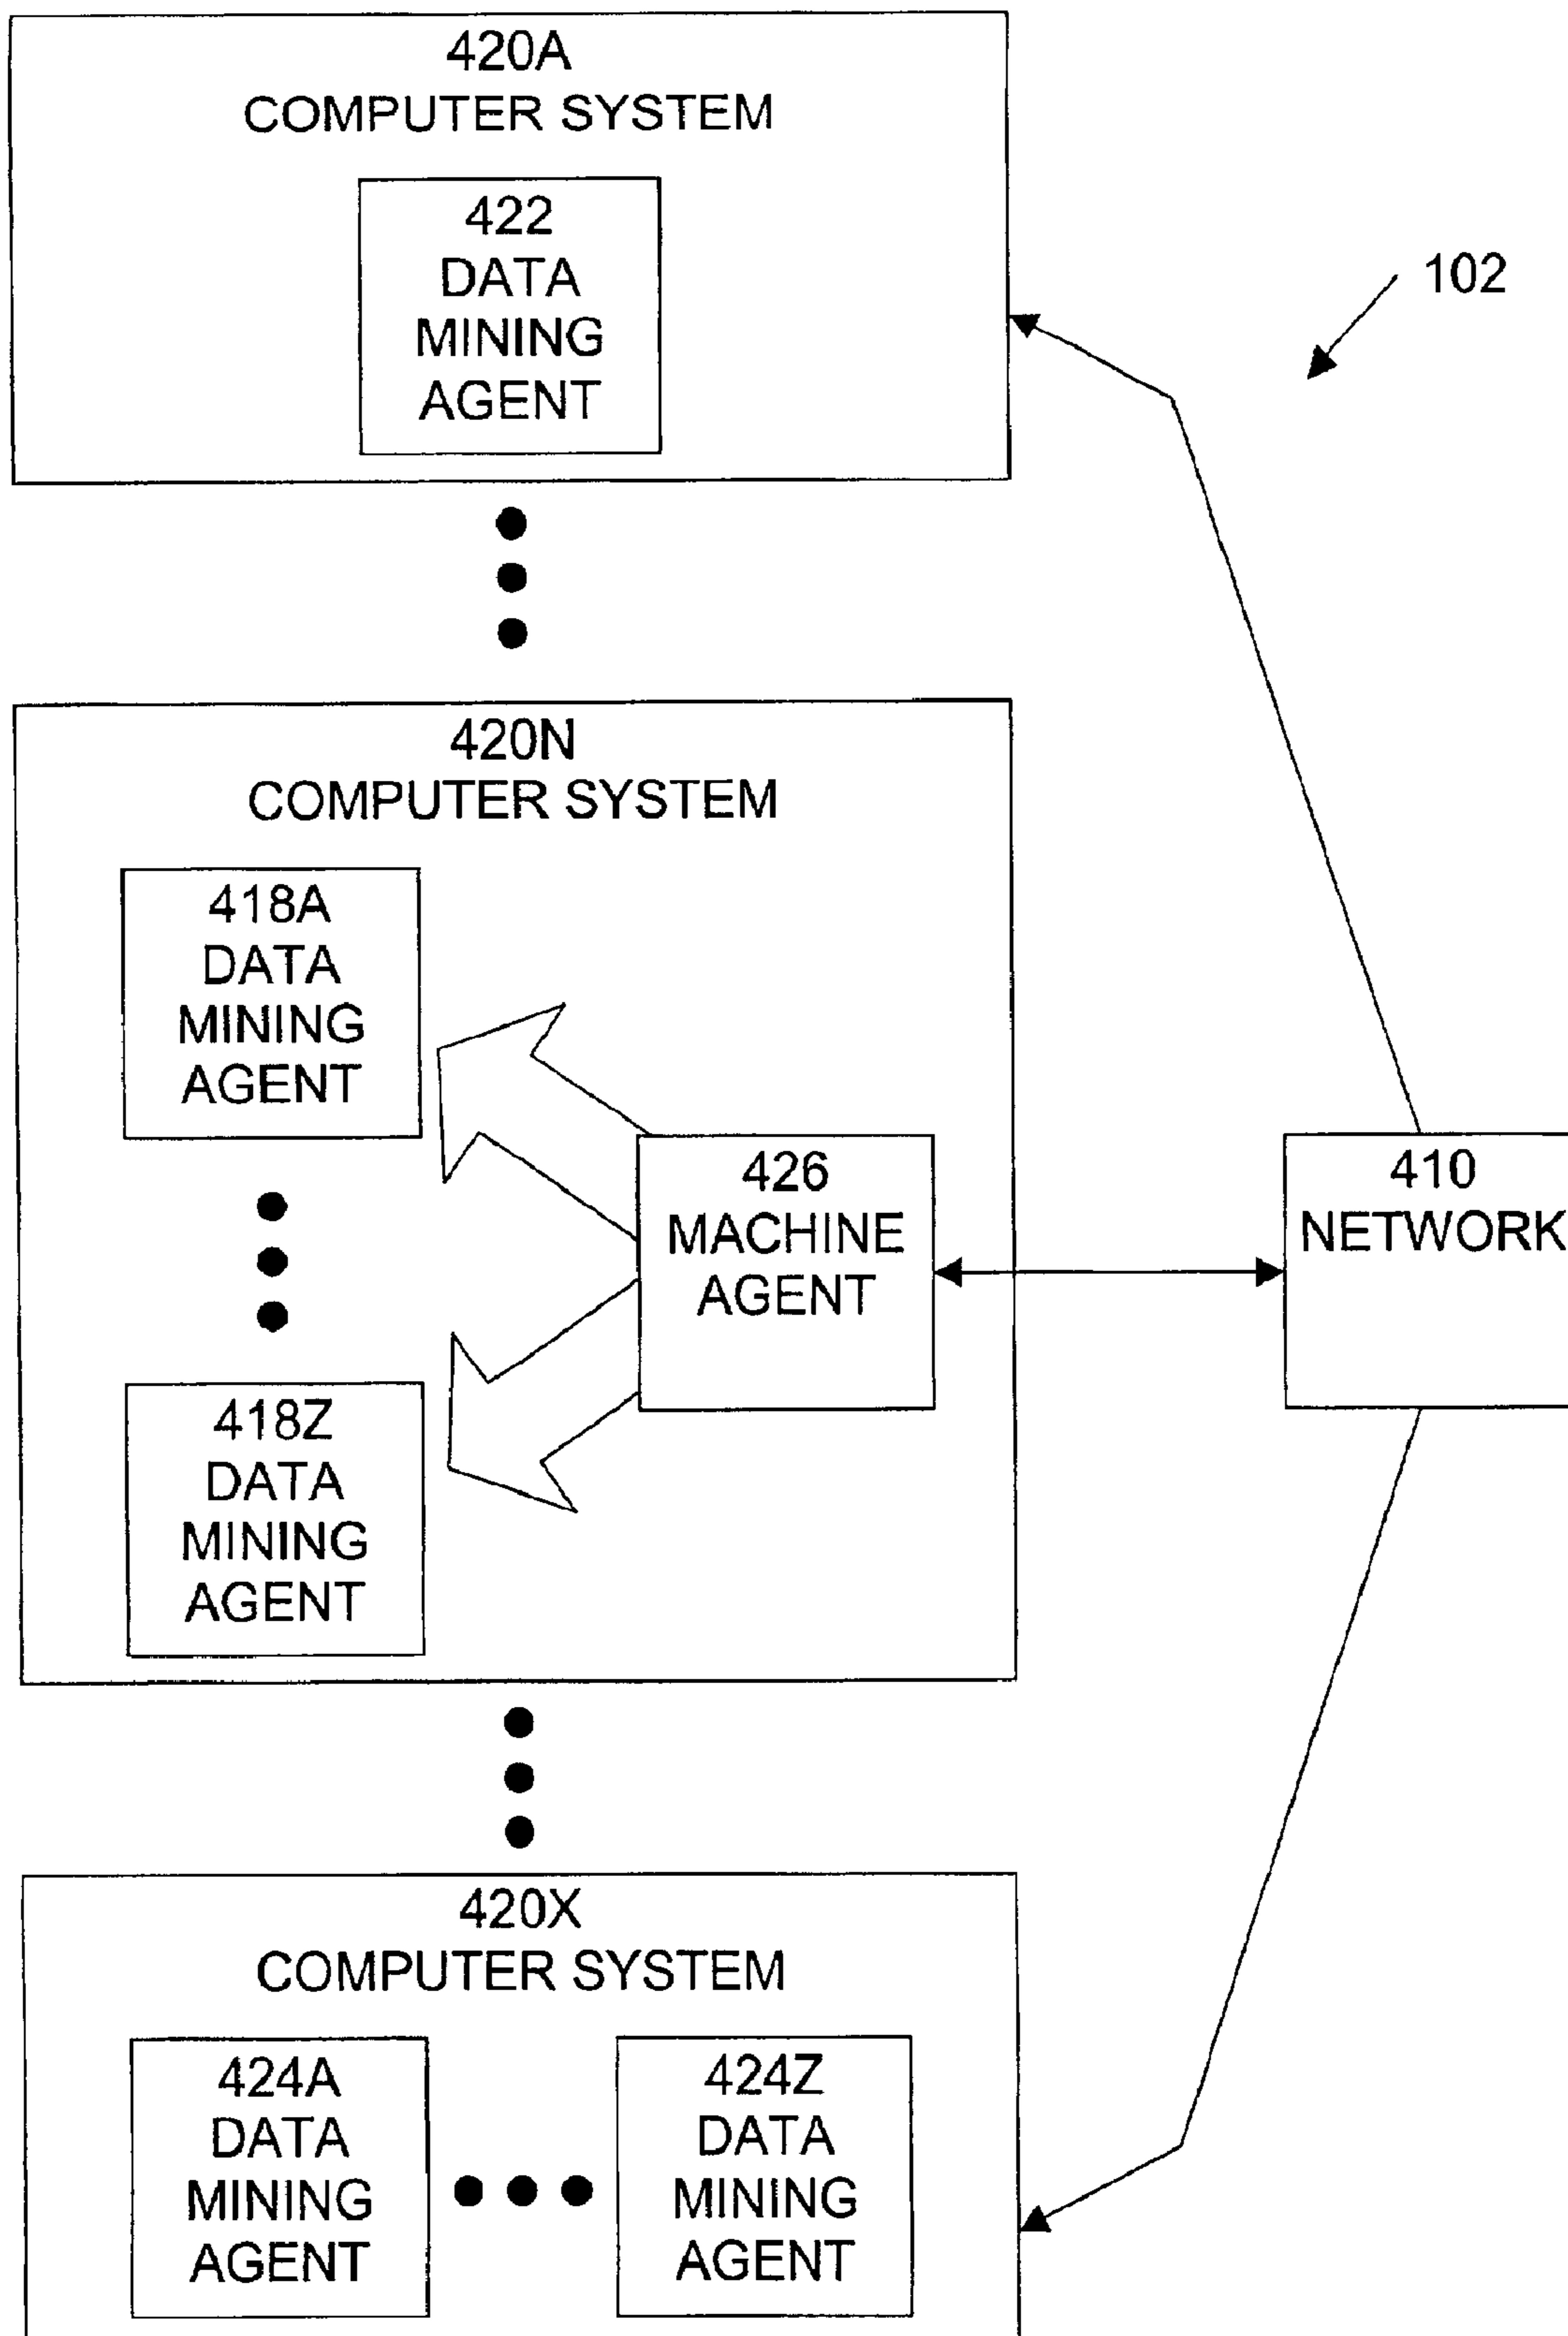 420A
COMPUTER SYSTEM
422
DATA
MINING
AGENT
102
420N
COMPUTER SYSTEM
418A
DATA
MINING
AGENT
426
MACHINE
AGENT
410
NETWORK
418Z
DATA
MINING
AGENT
420X
COMPUTER SYSTEM
424A
DATA
MINING
AGENT
424Z
DATA
MINING
AGENT